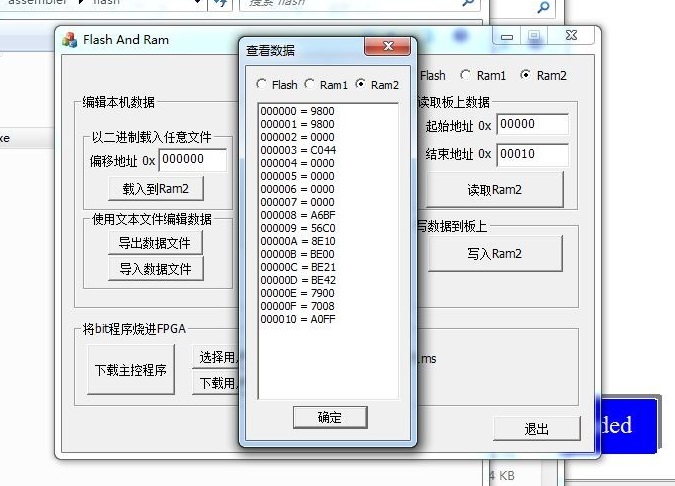 assembler
flash
搜索 flash
Flash And Ram
查看数据
Flash Ram1 Ram2
000000 = 9800
000001 = 9800
000002 = 0000
000003 = C044
000004 = 0000
000005 = 0000
000006 = 0000
000007 = 0000
000008 = A6BF
000009 = 56C0
00000A = 8E10
00000B = BE00
00000C = BE21
00000D = BE42
00000E = 7900
00000F = 7008
000010 = A0FF
确定
编辑本机数据
以二进制载入任意文件
偏移地址 0x 000000
载入到Ram2
使用文本文件编辑数据
导出数据文件
导入数据文件
Flash Ram1 Ram2
读取板上数据
起始地址 0x 00000
结束地址 0x 00010
读取Ram2
写数据到板上
写入Ram2
将bit程序烧进FPGA
下载主控程序
选择用
下载用
.ms
退出
ded
4 KB